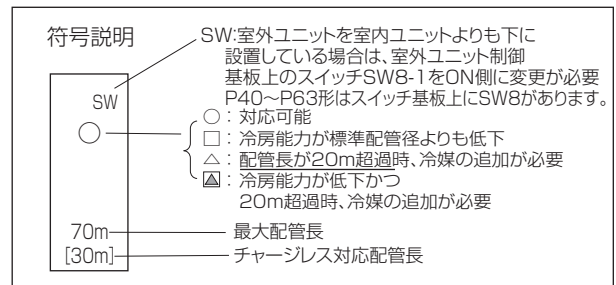 符号説明
SW:室外ユニットを室内ユニットよりも下に
設置している場合は、室外ユニット制御
基板上のスイッチSW8-1をON側に変更が必要
P40～P63形はスイッチ基板上にSW8があります。
SW
○
○：対応可能
□：冷房能力が標準配管径よりも低下
△：配管長が20m超過時、冷媒の追加が必要
▲：冷房能力が低下かつ
20m超過時、冷媒の追加が必要
70m
最大配管長
[30m]
チャージレス対応配管長